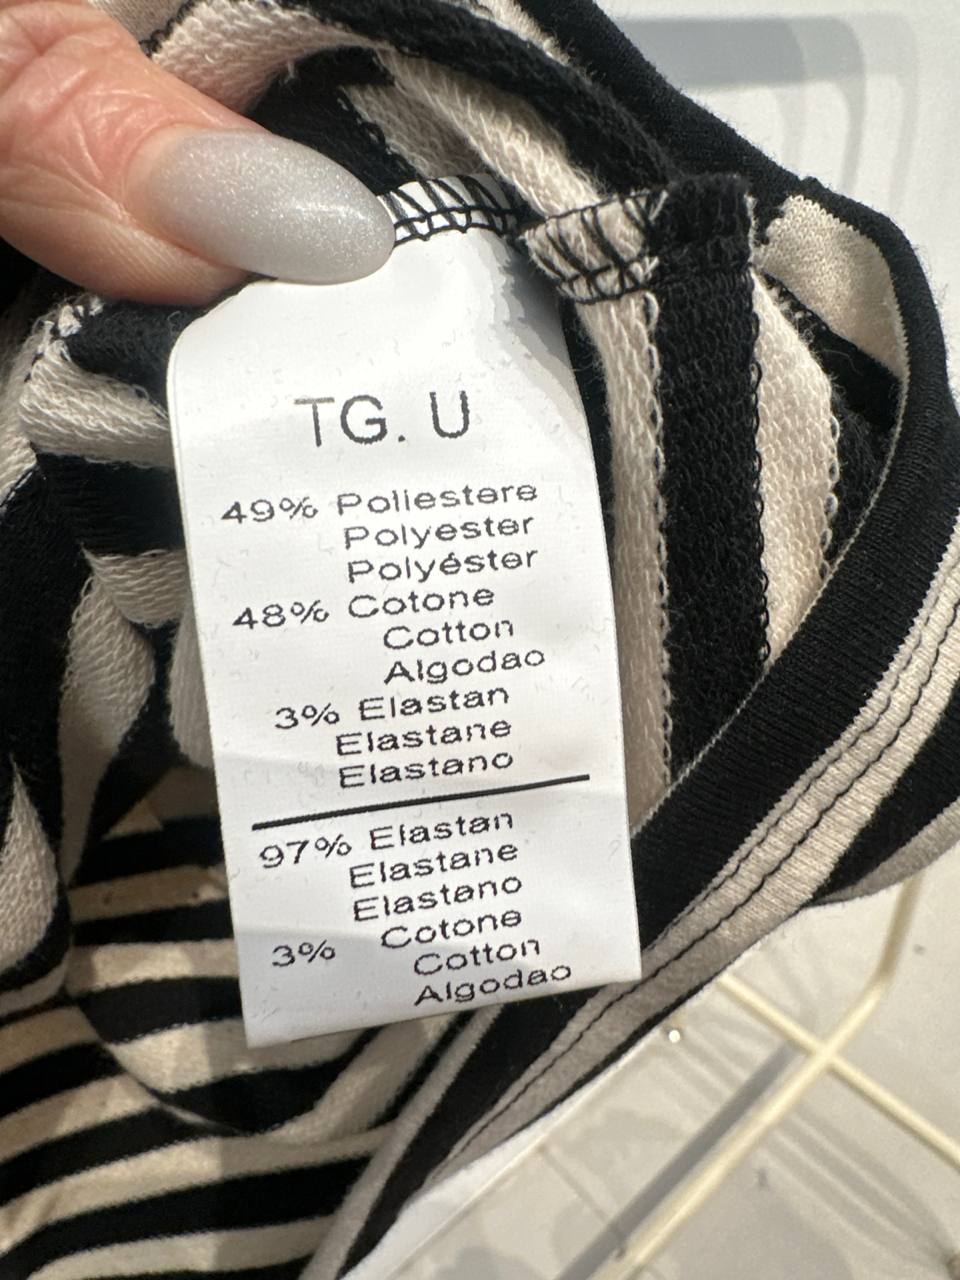 TG. U
49% Poliestere
Polyester
Polyéster
48% Cotone
Cotton
Algodao
3% Elastan
Elastane
Elastano
97% Elastan
Elastane
Elastano
3% Cotone
Cotton
Algodao